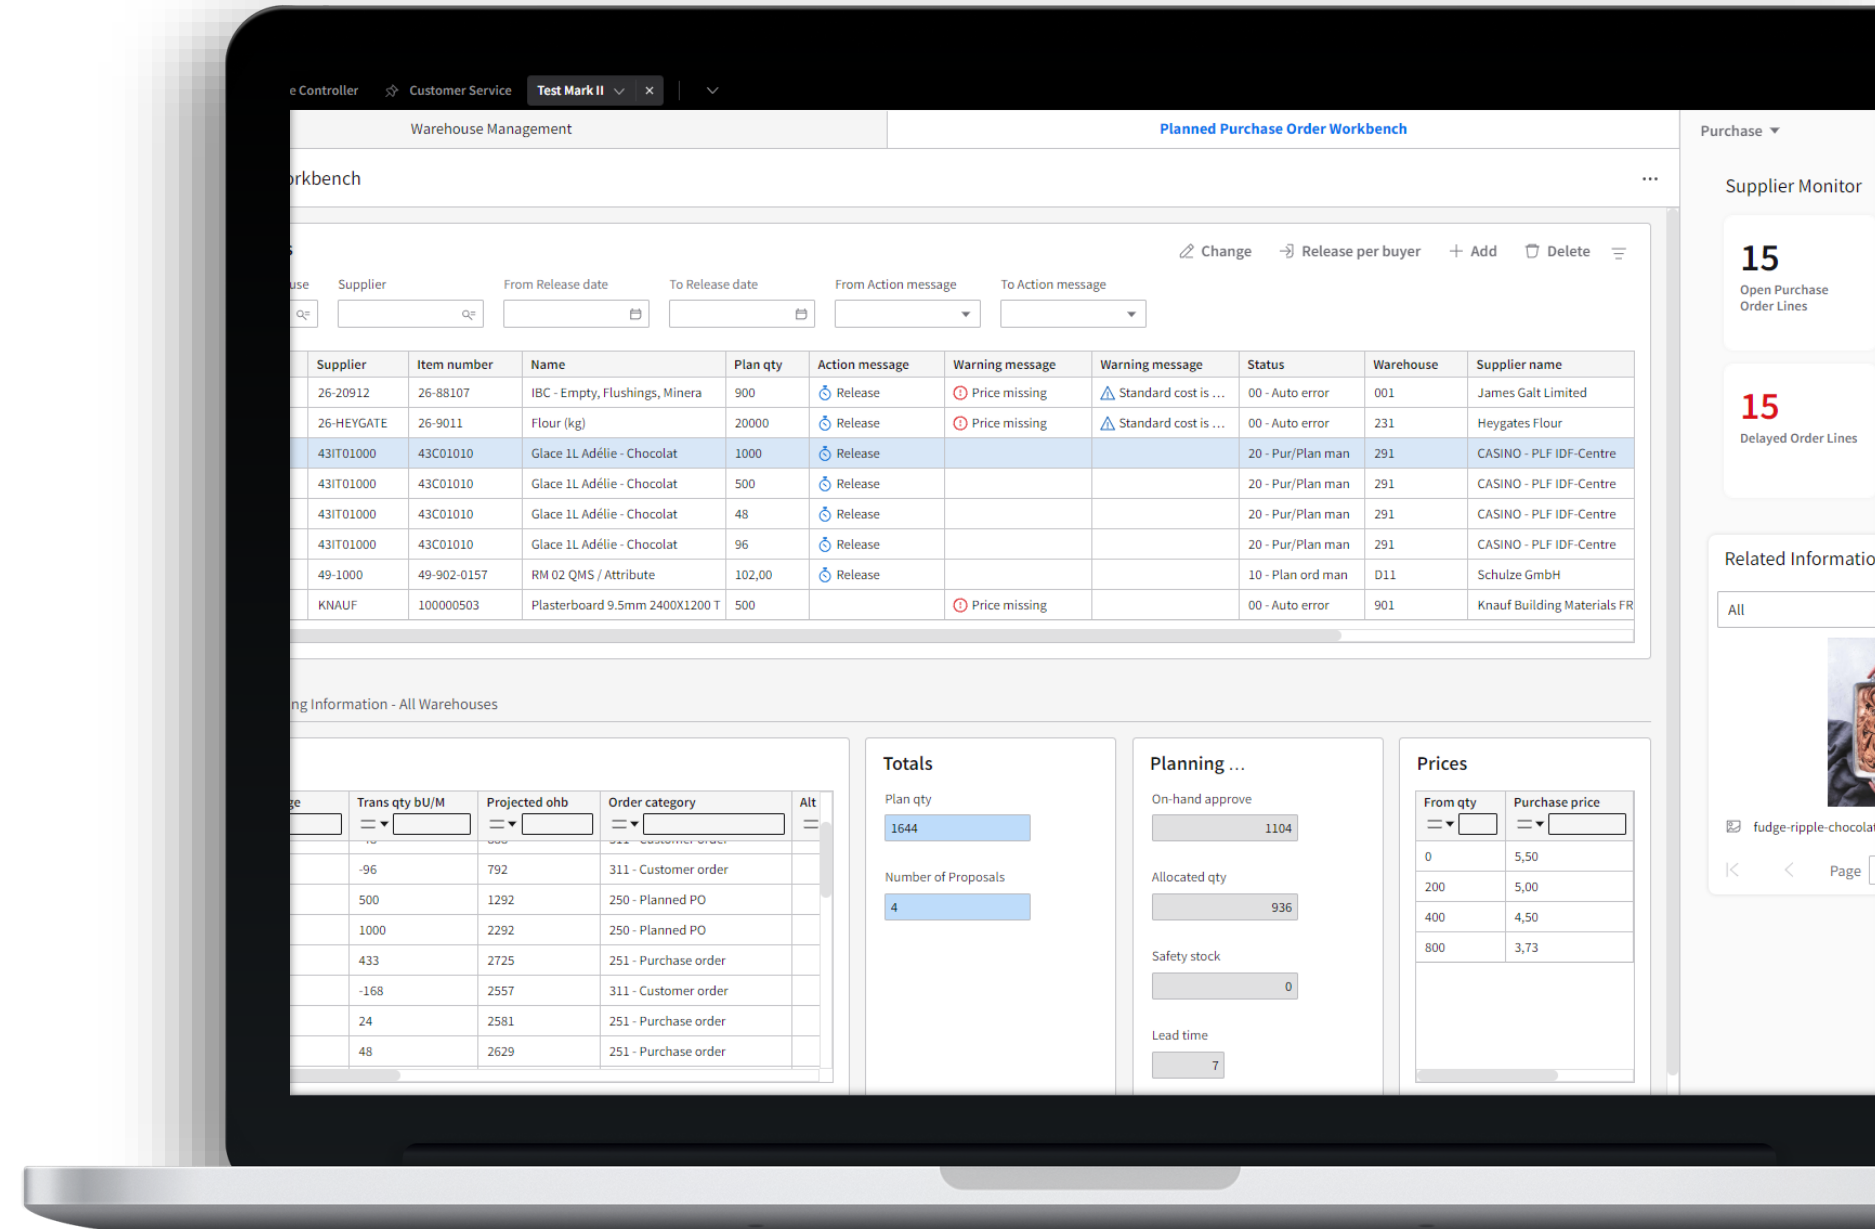 e Controller Customer Service Test Mark II
Warehouse Management Planned Purchase Order Workbench Purchase
orkbench Supplier Monitor
15
Open Purchase
Order Lines
15
Delayed Order Lines
s Change Release per buyer Add Delete
use Supplier From Release date To Release date From Action message To Action message
Supplier Item number Name Plan qty Action message Warning message Warning message Status Warehouse Supplier name
26-20912 26-88107 IBC - Empty, Flushings, Minera 900 Release Price missing Standard cost is ... 00 - Auto error 001 James Galt Limited
26-HEYGATE 26-9011 Flour (kg) 20000 Release Price missing Standard cost is ... 00 - Auto error 231 Heygates Flour
43IT01000 43C01010 Glace 1L Adélie - Chocolat 1000 Release 20 - Pur/Plan man 291 CASINO - PLF IDF-Centre
43IT01000 43C01010 Glace 1L Adélie - Chocolat 500 Release 20 - Pur/Plan man 291 CASINO - PLF IDF-Centre
43IT01000 43C01010 Glace 1L Adélie - Chocolat 48 Release 20 - Pur/Plan man 291 CASINO - PLF IDF-Centre
43IT01000 43C01010 Glace 1L Adélie - Chocolat 96 Release 20 - Pur/Plan man 291 CASINO - PLF IDF-Centre
49-1000 49-902-0157 RM 02 QMS / Attribute 102,00 Release 10 - Plan ord man D11 Schulze GmbH
KNAUF 100000503 Plasterboard 9.5mm 2400X1200 T 500 Price missing 00 - Auto error 901 Knauf Building Materials FR
Related Informatio
All
fudge-ripple-chocolat
Page
ng Information - All Warehouses
ge Trans qty bU/M Projected ohb Order category Alt
-96 792 311 - Customer order
500 1292 250 - Planned PO
1000 2292 250 - Planned PO
433 2725 251 - Purchase order
-168 2557 311 - Customer order
24 2581 251 - Purchase order
48 2629 251 - Purchase order
Totals
Plan qty
1644
Number of Proposals
4
Planning ...
On-hand approve
1104
Allocated qty
936
Safety stock
0
Lead time
7
Prices
From qty Purchase price
0 5,50
200 5,00
400 4,50
800 3,73